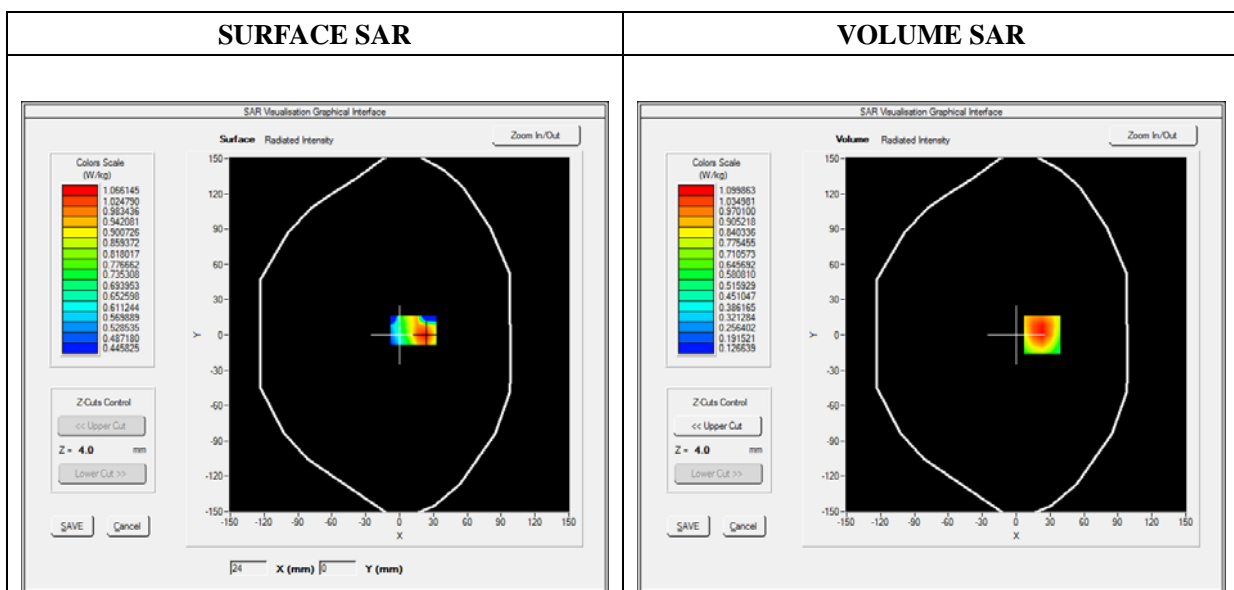 SURFACE SAR
VOLUME SAR
SAR Visualisation Graphical Interface
Surface Radiated Intensity
Zoom In/Out
Colors Scale
(W/kg)
1.066145
1.024790
0.983436
0.942081
0.900726
0.859372
0.818017
0.776662
0.735308
0.693953
0.652598
0.611244
0.569889
0.528535
0.487180
0.445825
Z-Cuts Control
<< Upper Cut
Z = 4.0 mm
Lower Cut >>
SAVE Cancel
150
120
90
60
30
0
-30
-60
-90
-120
-150
Y
-150 -120 -90 -60 -30 0 30 60 90 120 150
X
24 X (mm) 0 Y (mm)
SAR Visualisation Graphical Interface
Volume Radiated Intensity
Zoom In/Out
Colors Scale
(W/kg)
1.099863
1.034981
0.970100
0.905218
0.840336
0.775455
0.710573
0.645692
0.580810
0.515929
0.451047
0.386165
0.321284
0.256402
0.191521
0.126639
Z-Cuts Control
<< Upper Cut
Z = 4.0 mm
Lower Cut >>
SAVE Cancel
150
120
90
60
30
0
-30
-60
-90
-120
-150
Y
-150 -120 -90 -60 -30 0 30 60 90 120 150
X